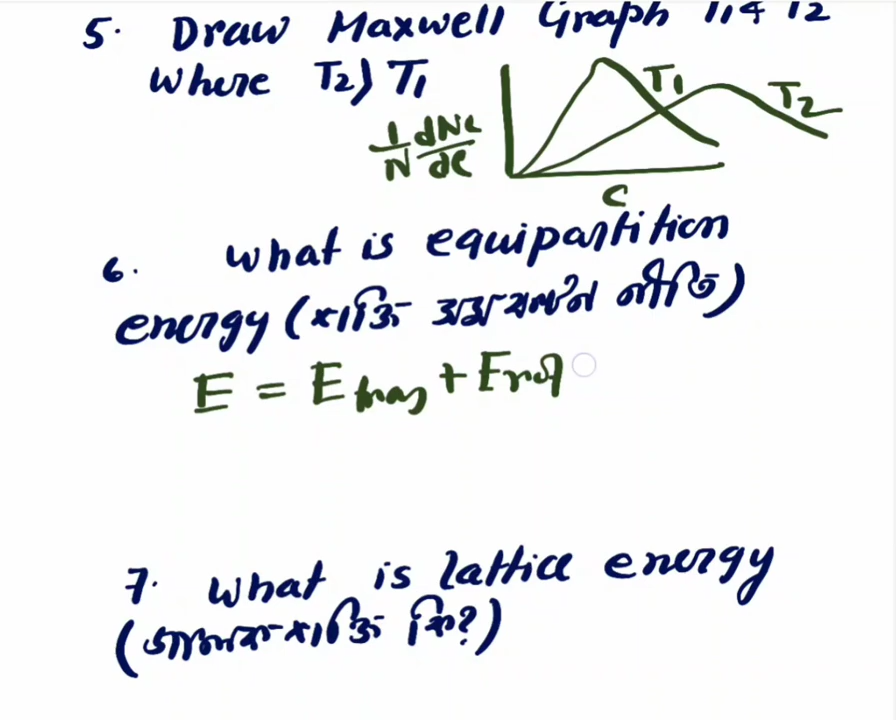 5. Draw Maxwell Graph T1 & T2
where T2 > T1
T1
T2
1/N dNc/dc
c
6. what is equipartition
energy (শক্তির সমবন্টন নীতি)
E = Etrans + Erot
7. what is lattice energy
(জালক শক্তি কি?)